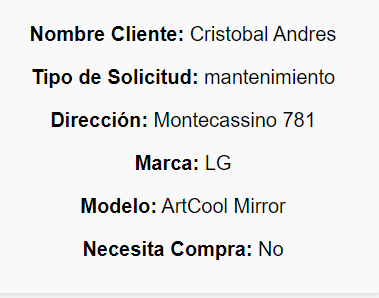 Nombre Cliente: Cristobal Andres
Tipo de Solicitud: mantenimiento
Dirección: Montecassino 781
Marca: LG
Modelo: ArtCool Mirror
Necesita Compra: No